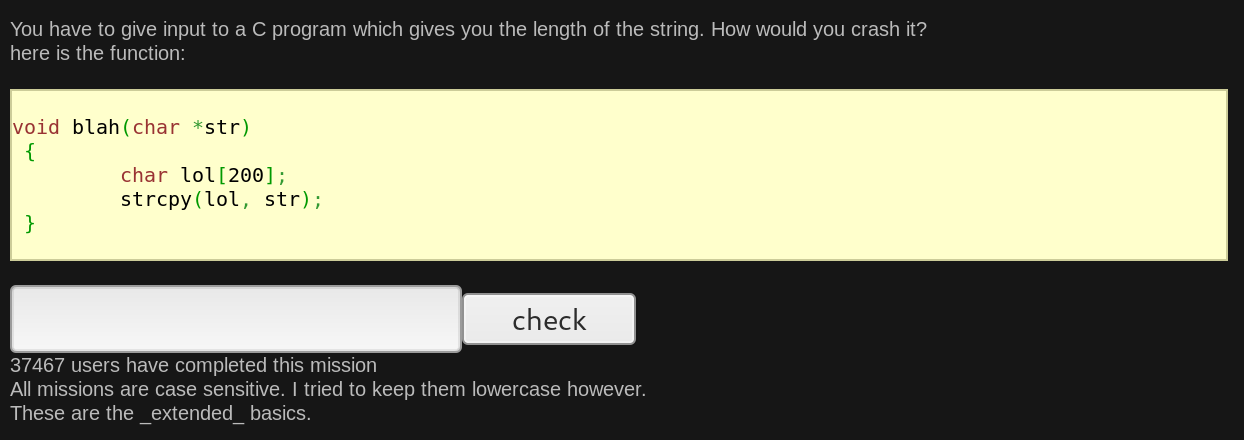 You have to give input to a C program which gives you the length of the string. How would you crash it?
here is the function:
void blah(char *str)
{
char lol[200];
strcpy(lol, str);
}
check
37467 users have completed this mission
All missions are case sensitive. I tried to keep them lowercase however.
These are the _extended_ basics.